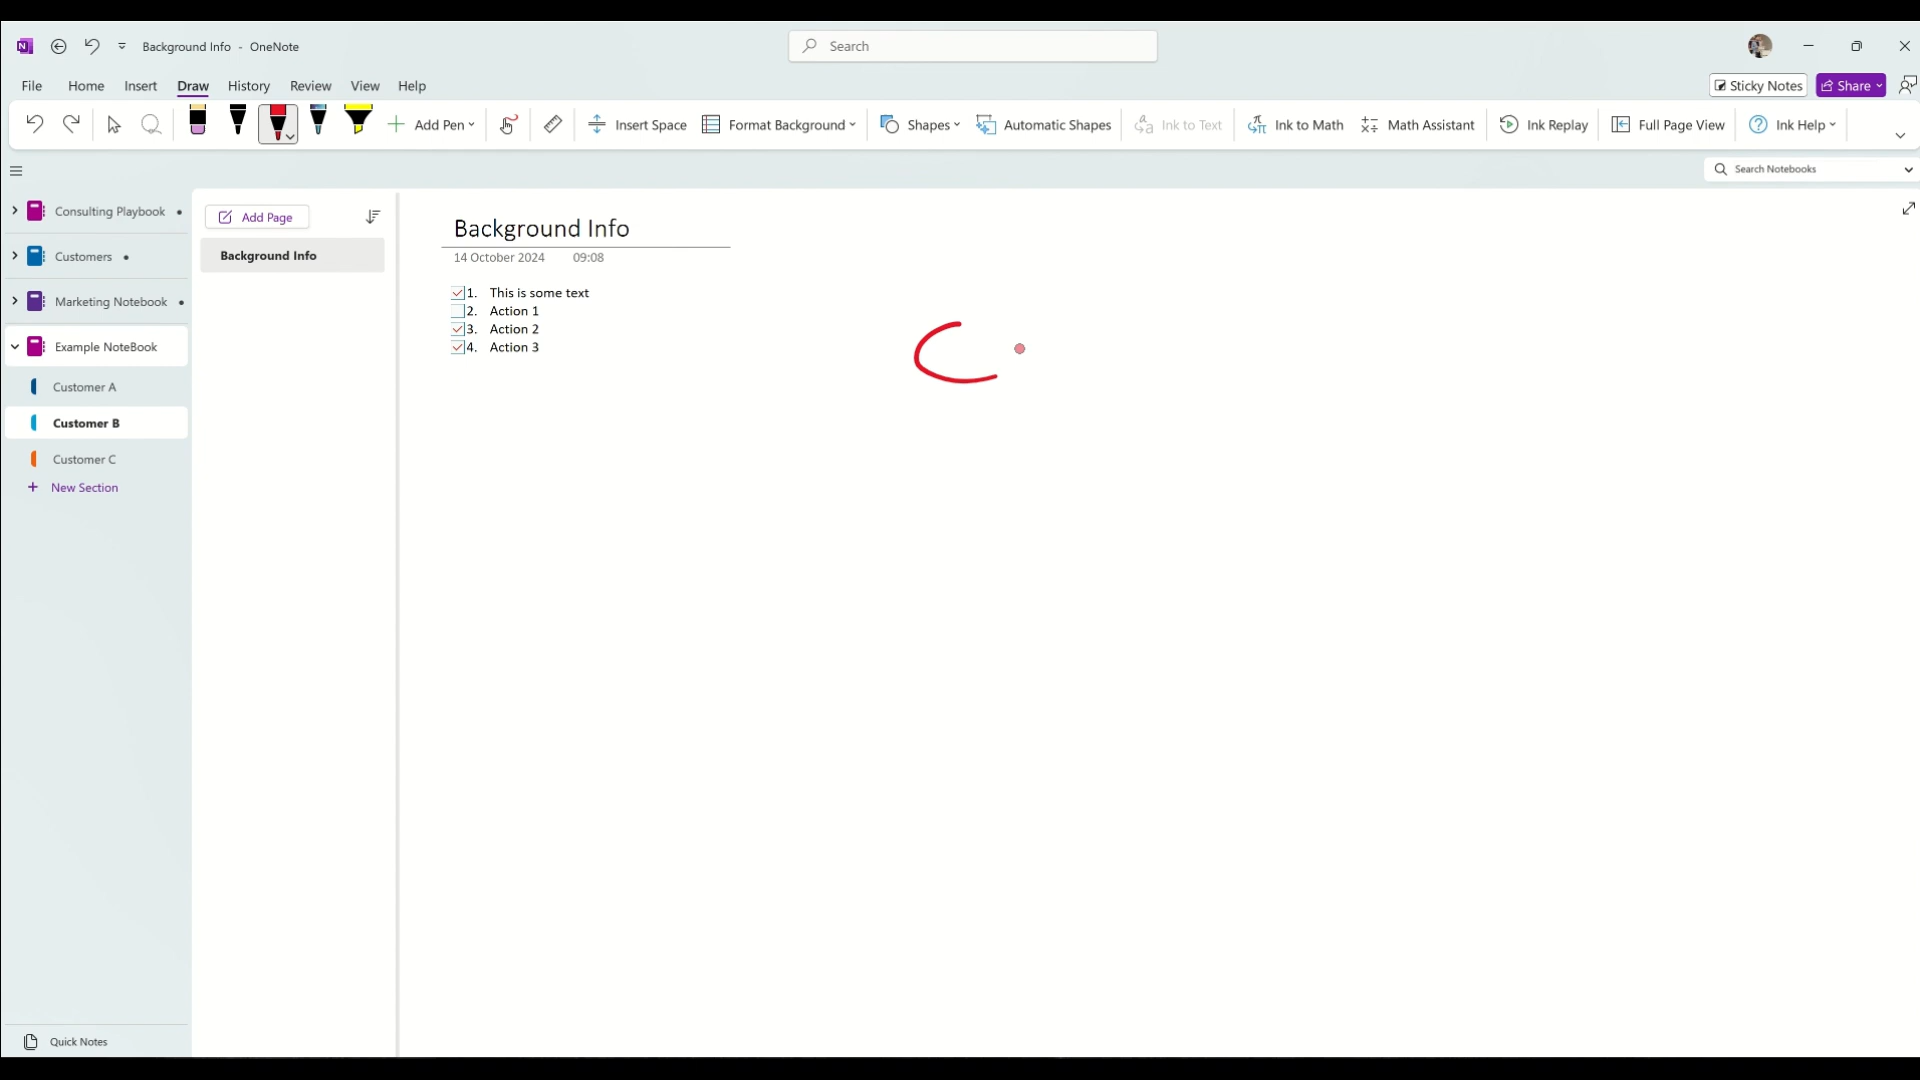 Background Info - OneNote
Search
File Home Insert Draw History Review View Help
Sticky Notes Share
Add Pen Insert Space Format Background Shapes Automatic Shapes Ink to Text Ink to Math Math Assistant Ink Replay Full Page View Ink Help
Search Notebooks
Consulting Playbook
Customers
Marketing Notebook
Example NoteBook
Customer A
Customer B
Customer C
+ New Section
Quick Notes
Add Page
Background Info
Background Info
14 October 2024 09:08
1. This is some text
2. Action 1
3. Action 2
4. Action 3